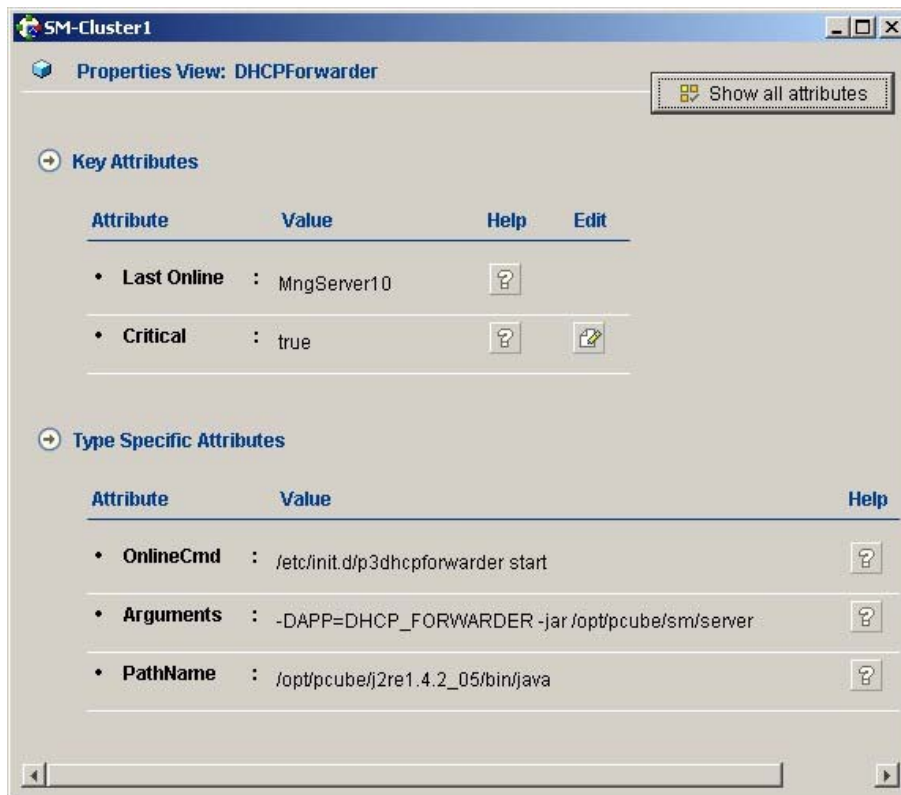 SM-Cluster1
Properties View: DHCPForwarder
Show all attributes
Key Attributes
Attribute Value Help Edit
• Last Online : MngServer10
• Critical : true
Type Specific Attributes
Attribute Value Help
• OnlineCmd : /etc/init.d/p3dhcpforwarder start
• Arguments : -DAPP=DHCP_FORWARDER -jar /opt/pcube/sm/server
• PathName : /opt/pcube/j2re1.4.2_05/bin/java